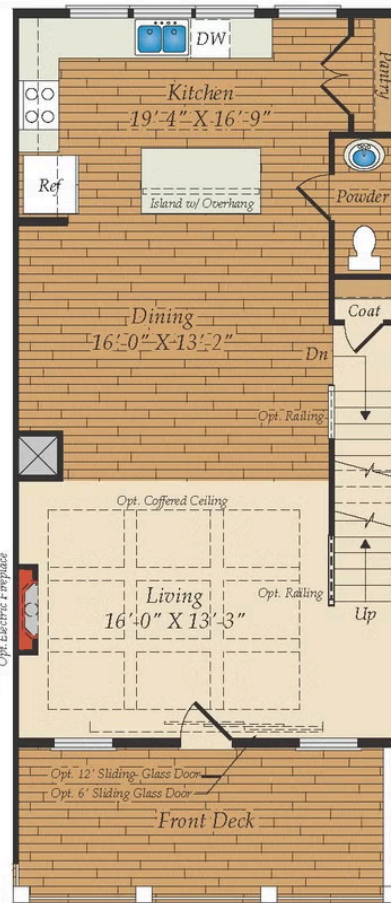 DW
Pantry
Kitchen
19'-4" X 16'-9"
Ref
Island w/ Overhang
Powder
Coat
Dining
16'-0" X 13'-2"
Dn
Opt. Railing
Opt. Coffered Ceiling
Opt. Electric Fireplace
Living
16'-0" X 13'-3"
Opt. Railing
Up
Opt. 12' Sliding Glass Door
Opt. 6' Sliding Glass Door
Front Deck